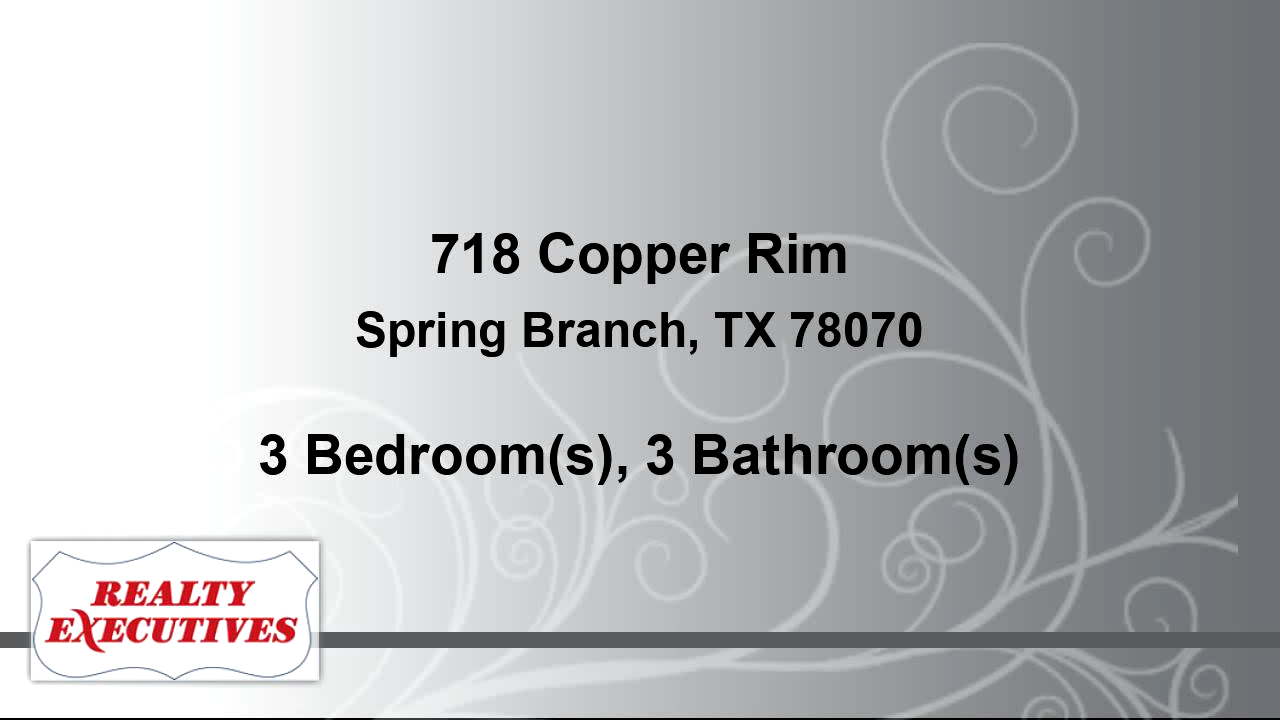 718 Copper Rim
Spring Branch, TX 78070
3 Bedroom(s), 3 Bathroom(s)
REALTY
EXECUTIVES